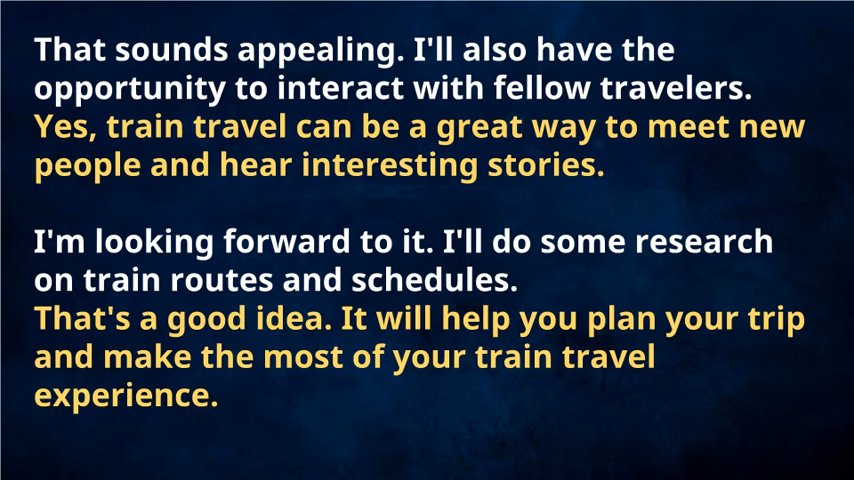 That sounds appealing. I'll also have the
opportunity to interact with fellow travelers.
Yes, train travel can be a great way to meet new
people and hear interesting stories.
I'm looking forward to it. I'll do some research
on train routes and schedules.
That's a good idea. It will help you plan your trip
and make the most of your train travel
experience.